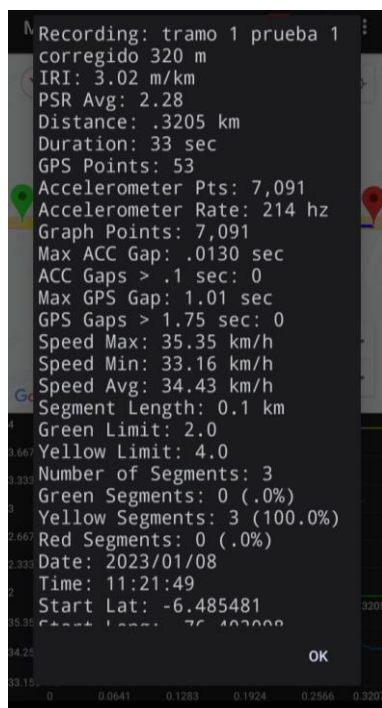 Recording: tramo 1 prueba 1
corregido 320 m
IRI: 3.02 m/km
PSR Avg: 2.28
Distance: .3205 km
Duration: 33 sec
GPS Points: 53
Accelerometer Pts: 7,091
Accelerometer Rate: 214 hz
Graph Points: 7,091
Max ACC Gap: .0130 sec
ACC Gaps > .1 sec: 0
Max GPS Gap: 1.01 sec
GPS Gaps > 1.75 sec: 0
Speed Max: 35.35 km/h
Speed Min: 33.16 km/h
Speed Avg: 34.43 km/h
Segment Length: 0.1 km
Green Limit: 2.0
Yellow Limit: 4.0
Number of Segments: 3
Green Segments: 0 (.0%)
Yellow Segments: 3 (100.0%)
Red Segments: 0 (.0%)
Date: 2023/01/08
Time: 11:21:49
Start Lat: -6.485481
OK
0 0.0641 0.1283 0.1924 0.2566